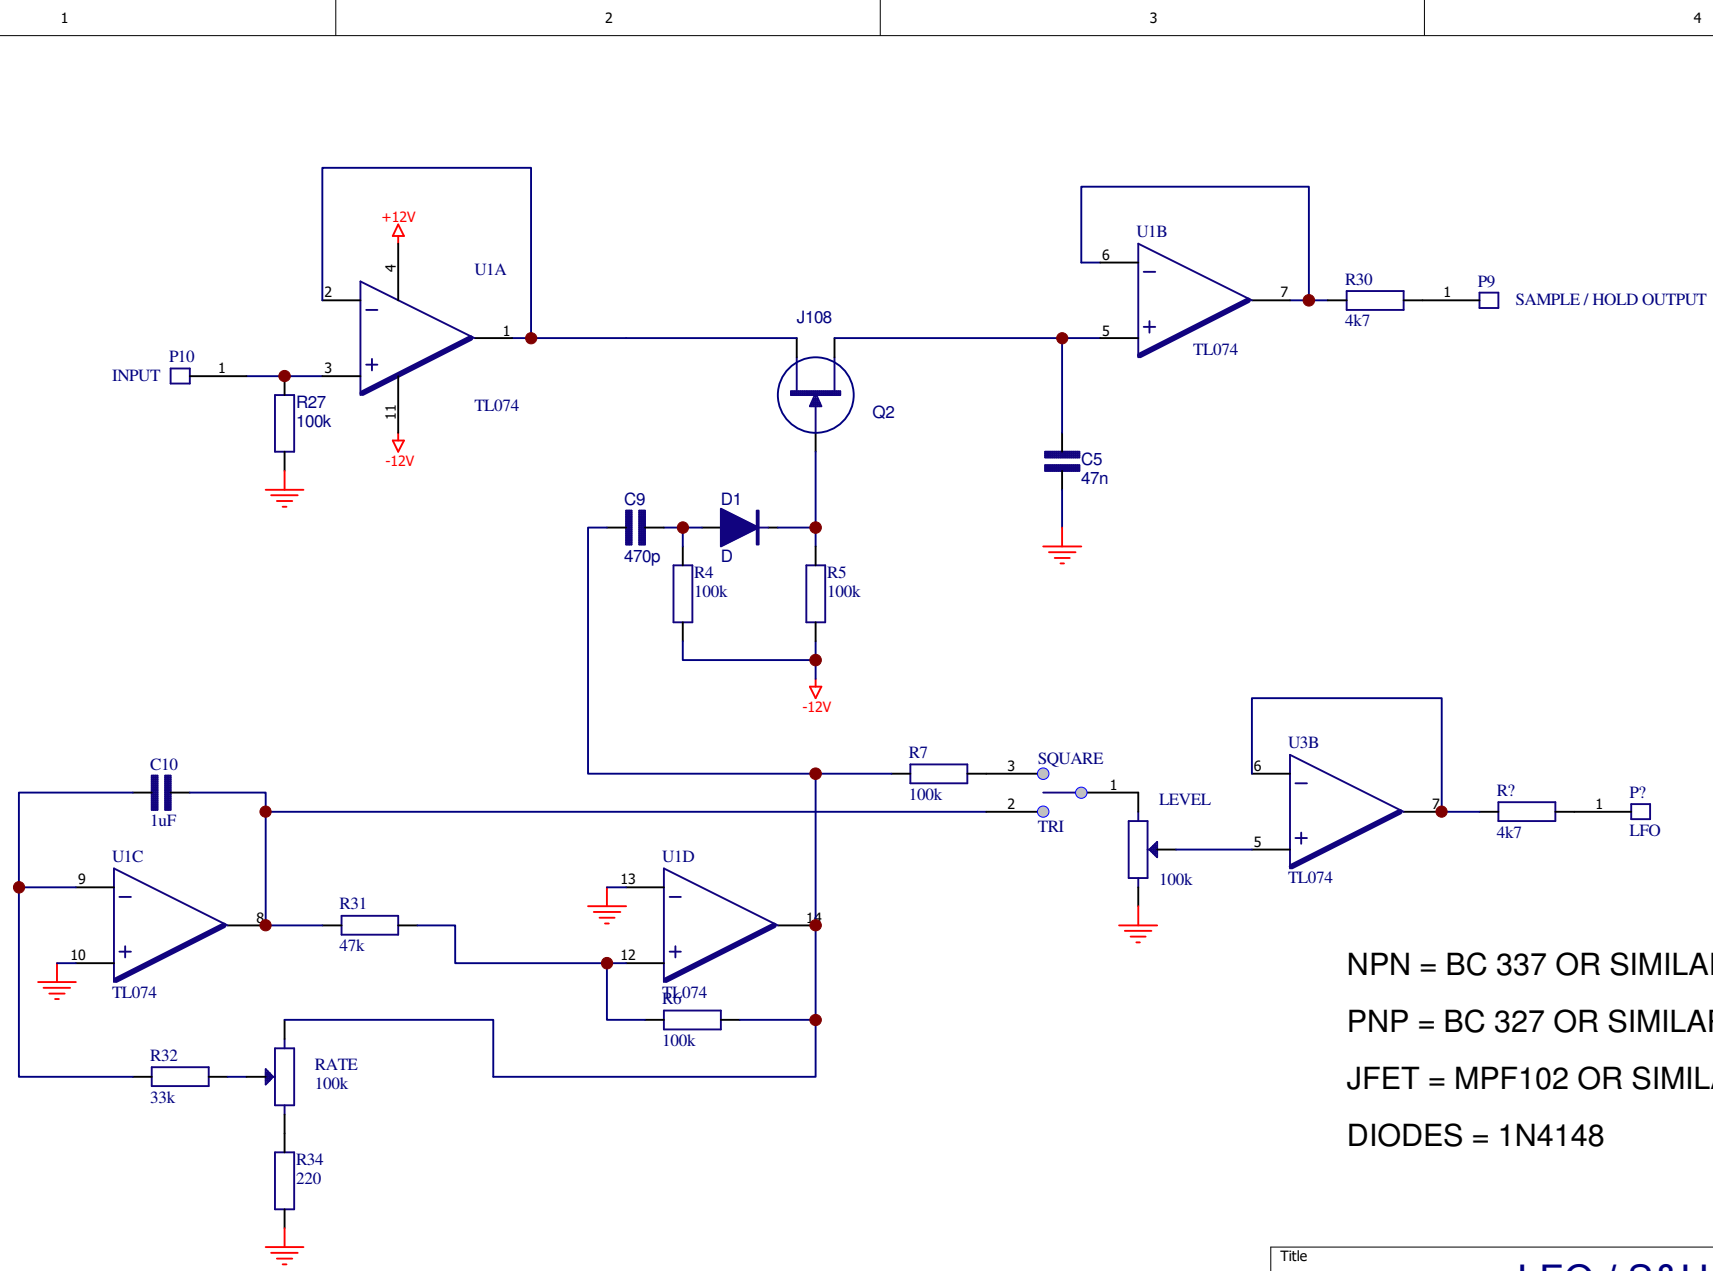 1
2
3
4
+12V
4
U1A
2
1
3
P10
1
INPUT
R27
100k
11
-12V
TL074
J108
Q2
U1B
6
7
5
TL074
R30
4k7
1
P9
SAMPLE / HOLD OUTPUT
C5
47n
C9
470p
D1
D
R4
100k
R5
100k
-12V
R7
100k
3
SQUARE
2
TRI
1
LEVEL
100k
U3B
6
7
5
TL074
R?
4k7
1
P?
LFO
C10
1uF
U1C
9
8
10
TL074
R31
47k
U1D
13
14
12
TL074
R6
100k
R32
33k
RATE
100k
R34
220
NPN = BC 337 OR SIMILA
PNP = BC 327 OR SIMILA
JFET = MPF102 OR SIMIL
DIODES = 1N4148
Title
LFO / S&H